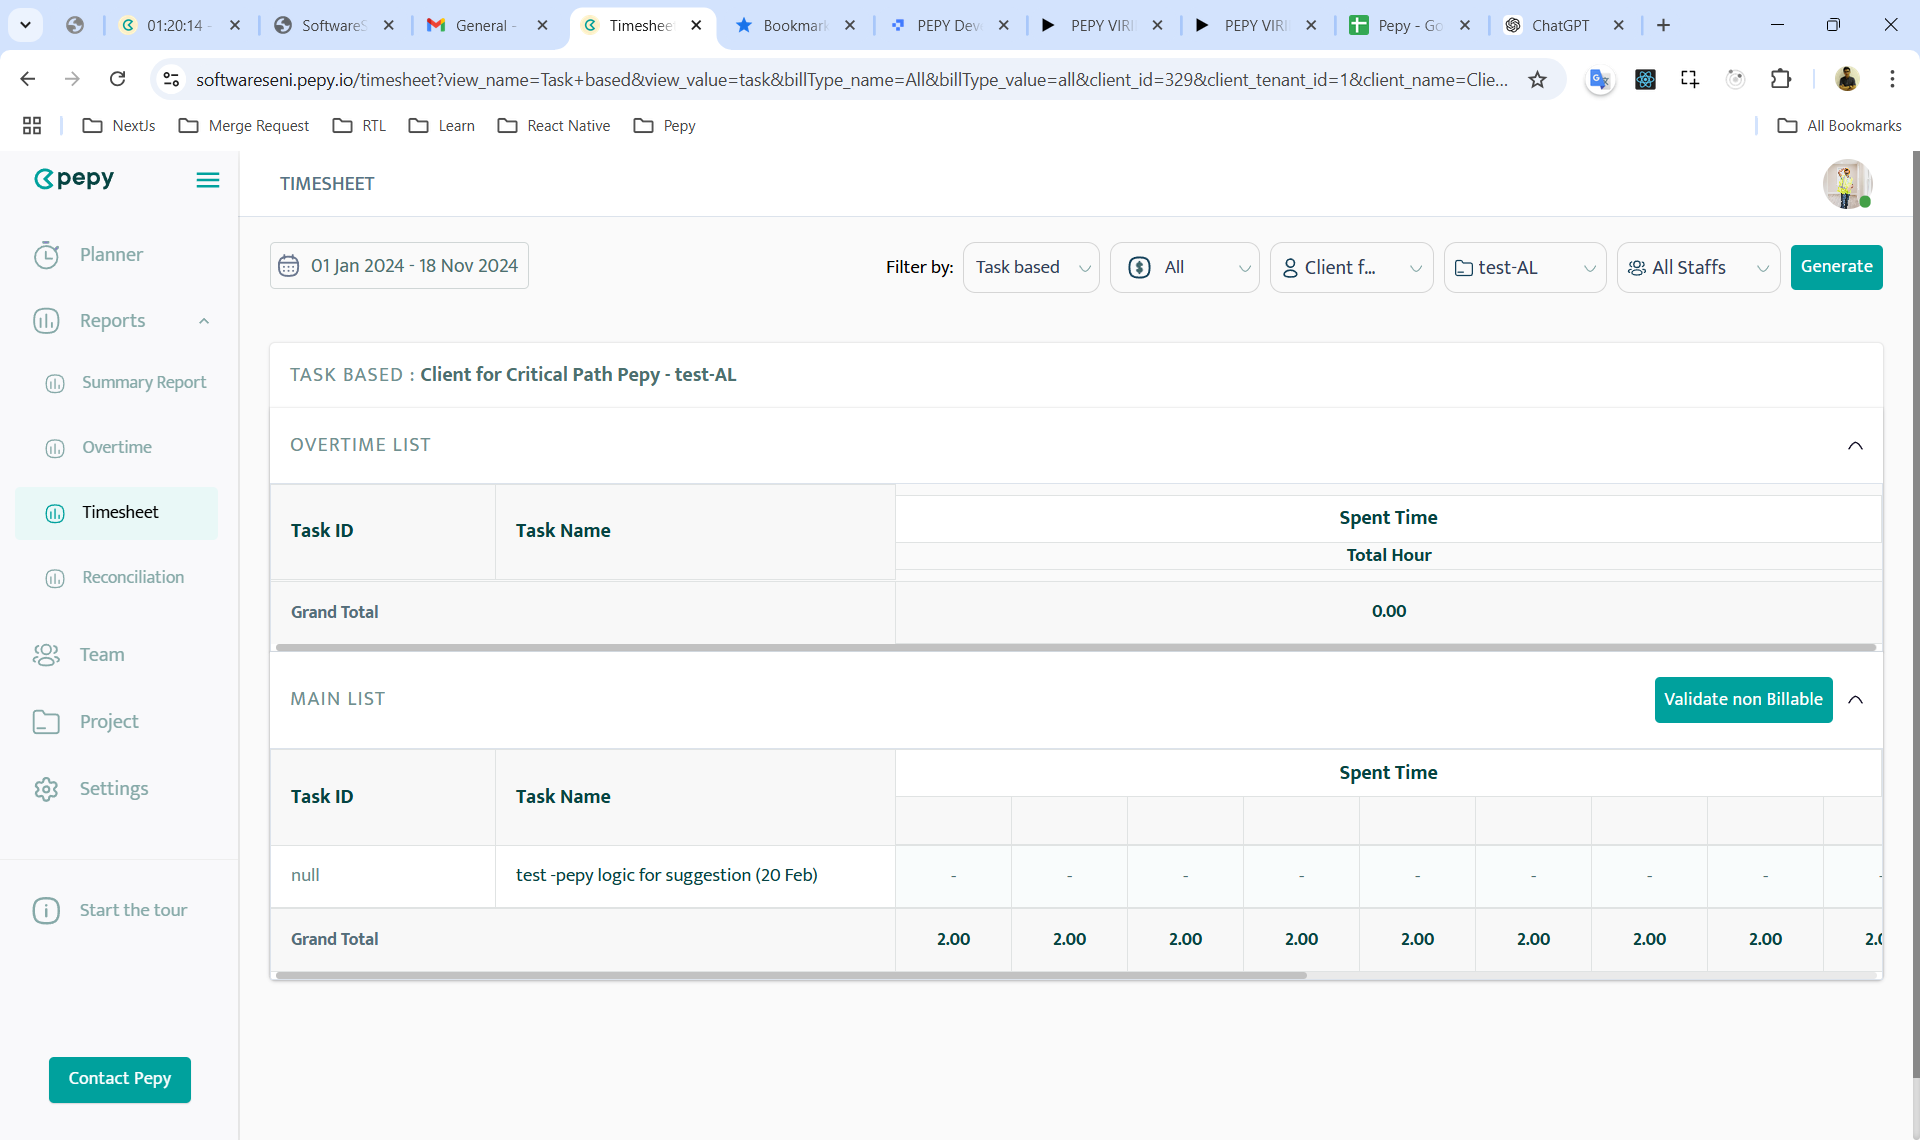 01:20:14 -
SoftwareS
General -
Timeshee
Bookmark
PEPY Dev
PEPY VIRI
PEPY VIRI
Pepy - Go
ChatGPT
softwareseni.pepy.io/timesheet?view_name=Task+based&view_value=task&billType_name=All&billType_value=all&client_id=329&client_tenant_id=1&client_name=Clie...
NextJs
Merge Request
RTL
Learn
React Native
Pepy
All Bookmarks
pepy
TIMESHEET
Planner
Reports
Summary Report
Overtime
Timesheet
Reconciliation
Team
Project
Settings
Start the tour
Contact Pepy
01 Jan 2024 - 18 Nov 2024
Filter by:
Task based
All
Client f...
test-AL
All Staffs
Generate
TASK BASED : Client for Critical Path Pepy - test-AL
OVERTIME LIST
Task ID
Task Name
Spent Time
Total Hour
Grand Total
0.00
MAIN LIST
Validate non Billable
Task ID
Task Name
Spent Time
null
test -pepy logic for suggestion (20 Feb)
- - - - - - - - -
Grand Total
2.00 2.00 2.00 2.00 2.00 2.00 2.00 2.00